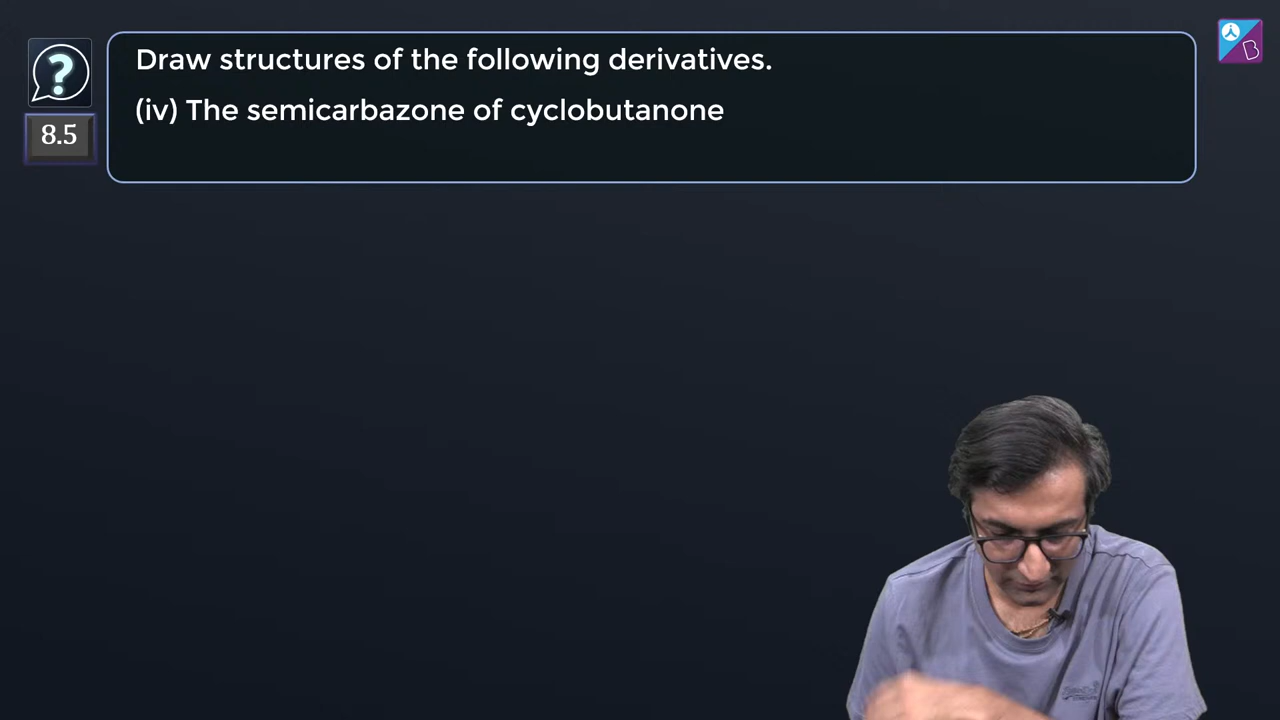 ?
Draw structures of the following derivatives.
(iv) The semicarbazone of cyclobutanone
8.5
B